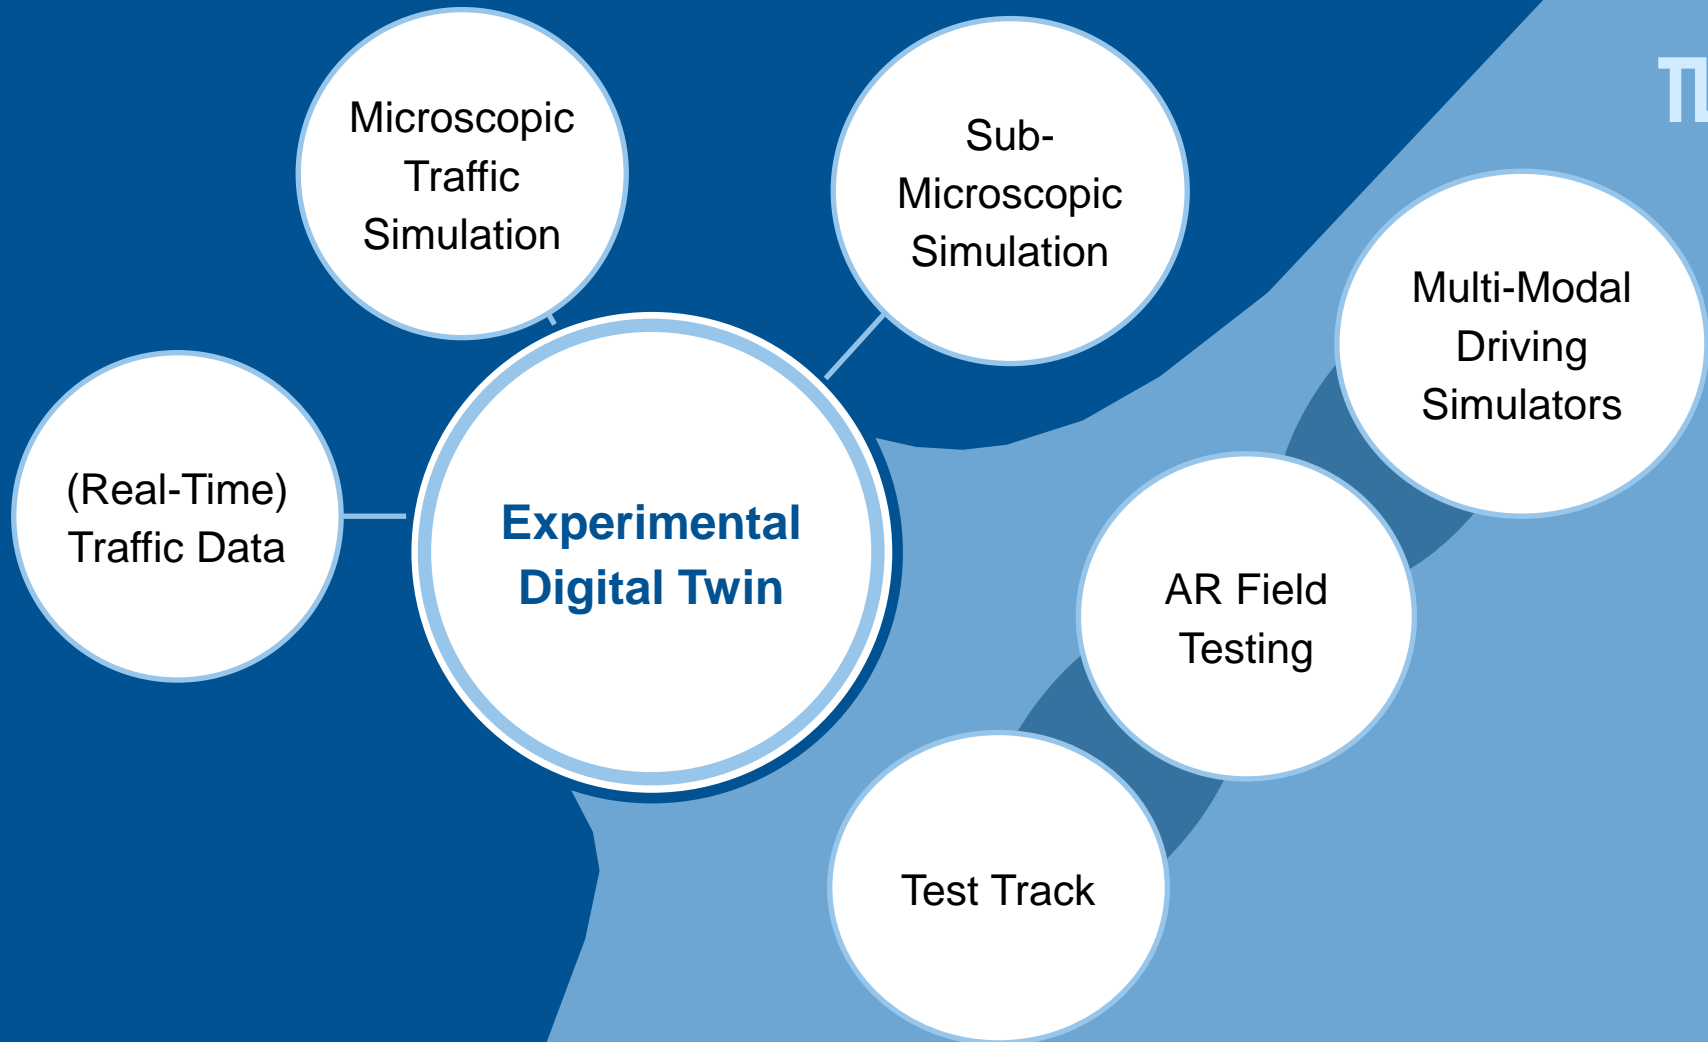 Microscopic
Traffic
Simulation
Sub-
Microscopic
Simulation
Multi-Modal
Driving
Simulators
(Real-Time)
Traffic Data
Experimental
Digital Twin
AR Field
Testing
Test Track